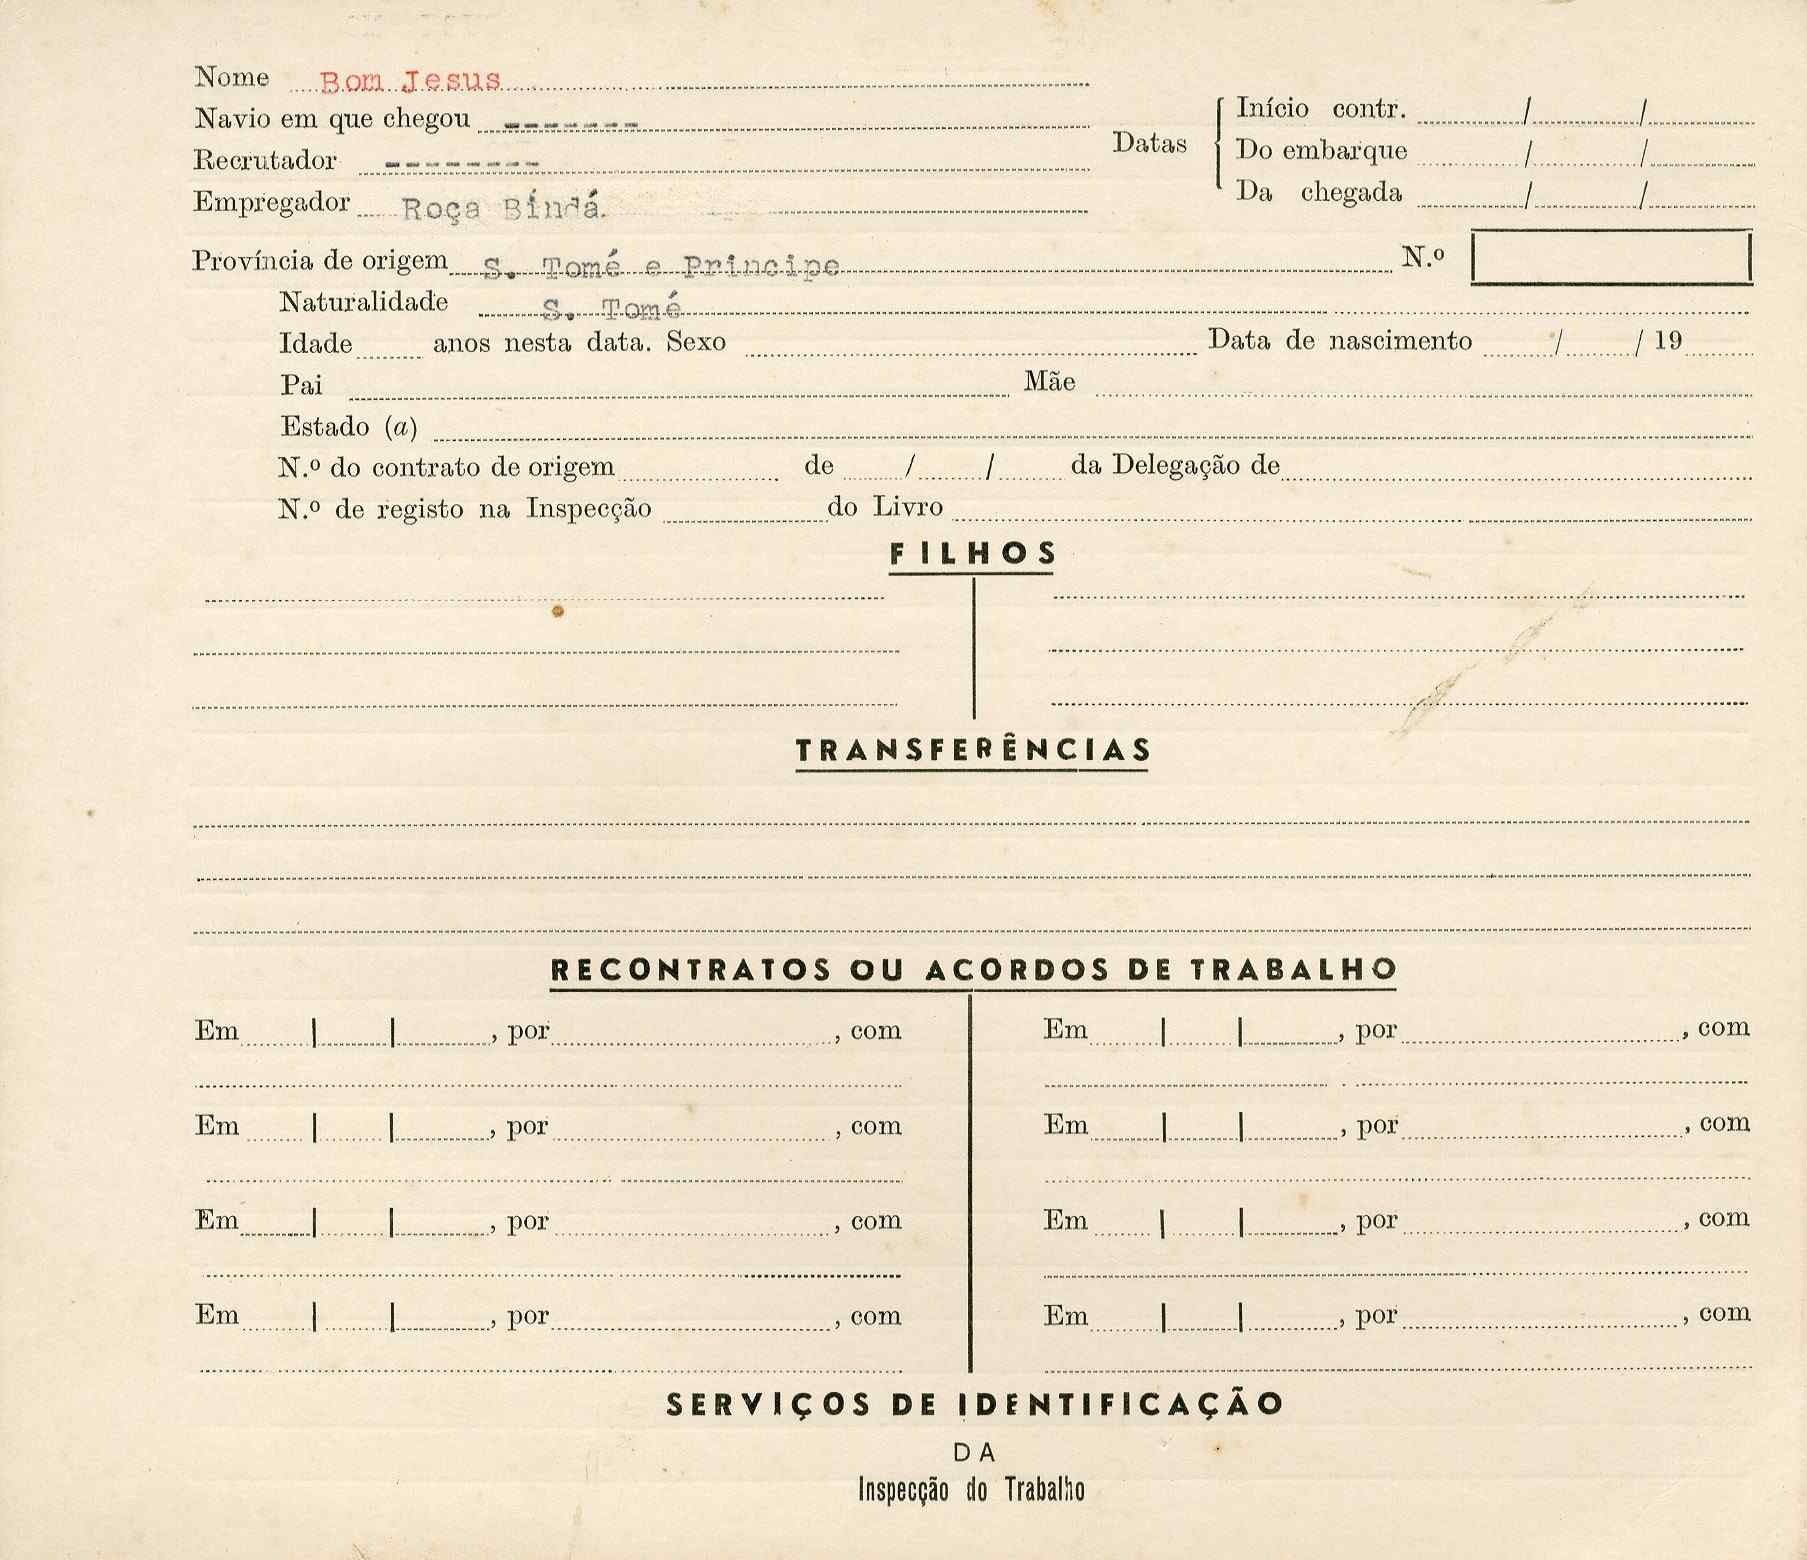 Nome Bom Jesus
Navio em que chegou -------
Recrutador --------
Empregador Roça Bindá.
Datas
Início contr. / /
Do embarque / /
Da chegada / /
Província de origem S. Tomé e Principe N.º
Naturalidade S. Tomé
Idade anos nesta data. Sexo Data de nascimento / / 19
Pai Mãe
Estado (a)
N.º do contrato de origem de / / da Delegação de
N.º de registo na Inspecção do Livro
FILHOS
TRANSFERÊNCIAS
RECONTRATOS OU ACORDOS DE TRABALHO
Em | | , por , com Em | | , por , com
Em | | , por , com Em | | , por , com
Em | | , por , com Em | | , por , com
Em | | , por , com Em | | , por , com
SERVIÇOS DE IDENTIFICAÇÃO
DA
Inspecção do Trabalho